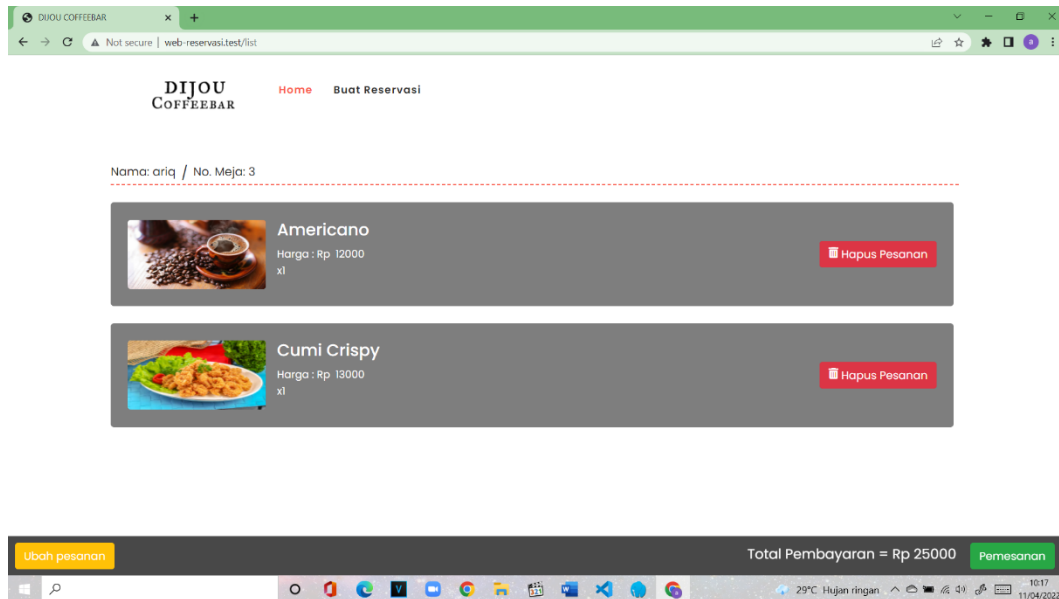 DIJOU COFFEEBAR
Not secure | web-reservasi.test/list
DIJOU
COFFEEBAR
Home
Buat Reservasi
Nama: ariq / No. Meja: 3
Americano
Harga : Rp 12000
x1
Hapus Pesanan
Cumi Crispy
Harga : Rp 13000
x1
Hapus Pesanan
Ubah pesanan
Total Pembayaran = Rp 25000
Pemesanan
29°C Hujan ringan
10:17